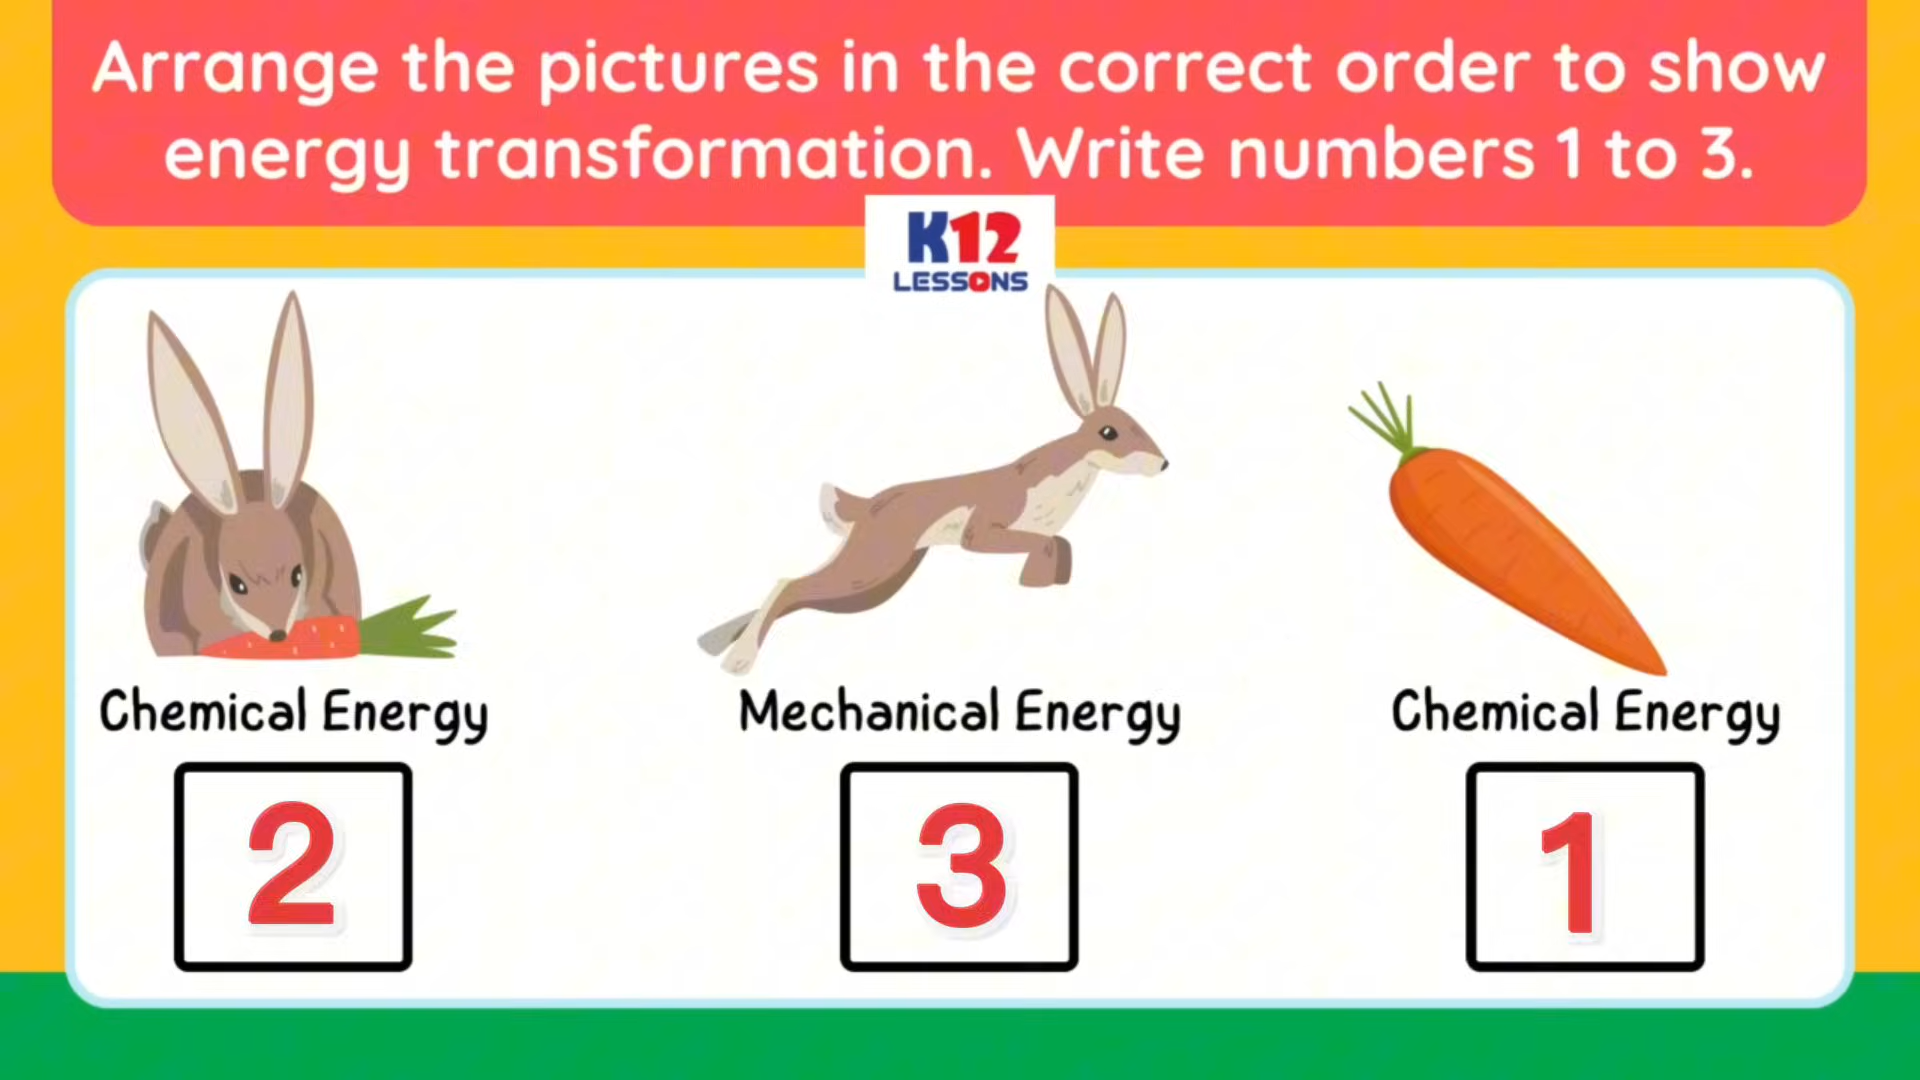 Arrange the pictures in the correct order to show
energy transformation. Write numbers 1 to 3.
K12
LESSONS
Chemical Energy
Mechanical Energy
Chemical Energy
2
3
1